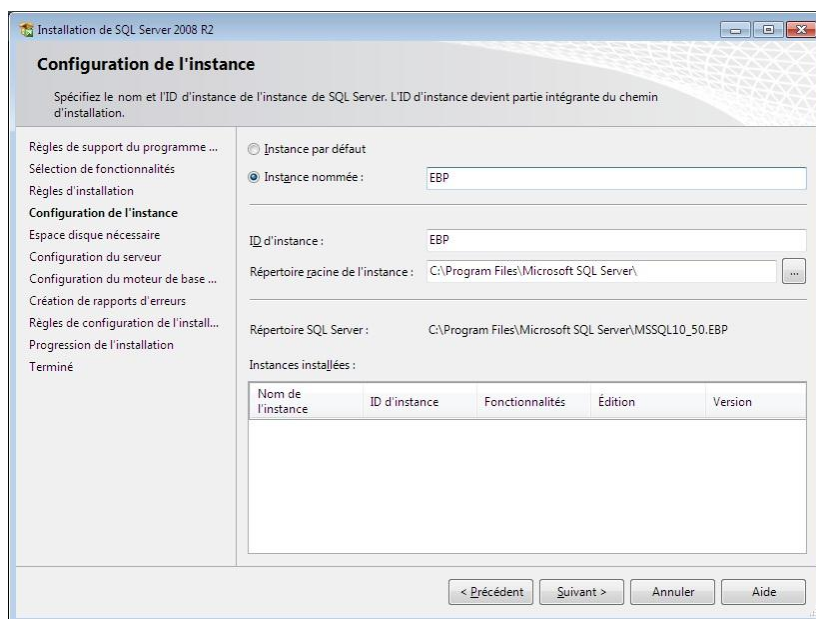 Installation de SQL Server 2008 R2
Configuration de l'instance
Spécifiez le nom et l'ID d'instance de l'instance de SQL Server. L'ID d'instance devient partie intégrante du chemin
d'installation.
Règles de support du programme ...
Sélection de fonctionnalités
Règles d'installation
Configuration de l'instance
Espace disque nécessaire
Configuration du serveur
Configuration du moteur de base ...
Création de rapports d'erreurs
Règles de configuration de l'install...
Progression de l'installation
Terminé
Instance par défaut
Instance nommée : EBP
ID d'instance : EBP
Répertoire racine de l'instance : C:\Program Files\Microsoft SQL Server\ ...
Répertoire SQL Server : C:\Program Files\Microsoft SQL Server\MSSQL10_50.EBP
Instances installées :
Nom de
l'instance ID d'instance Fonctionnalités Édition Version
< Précédent Suivant > Annuler Aide